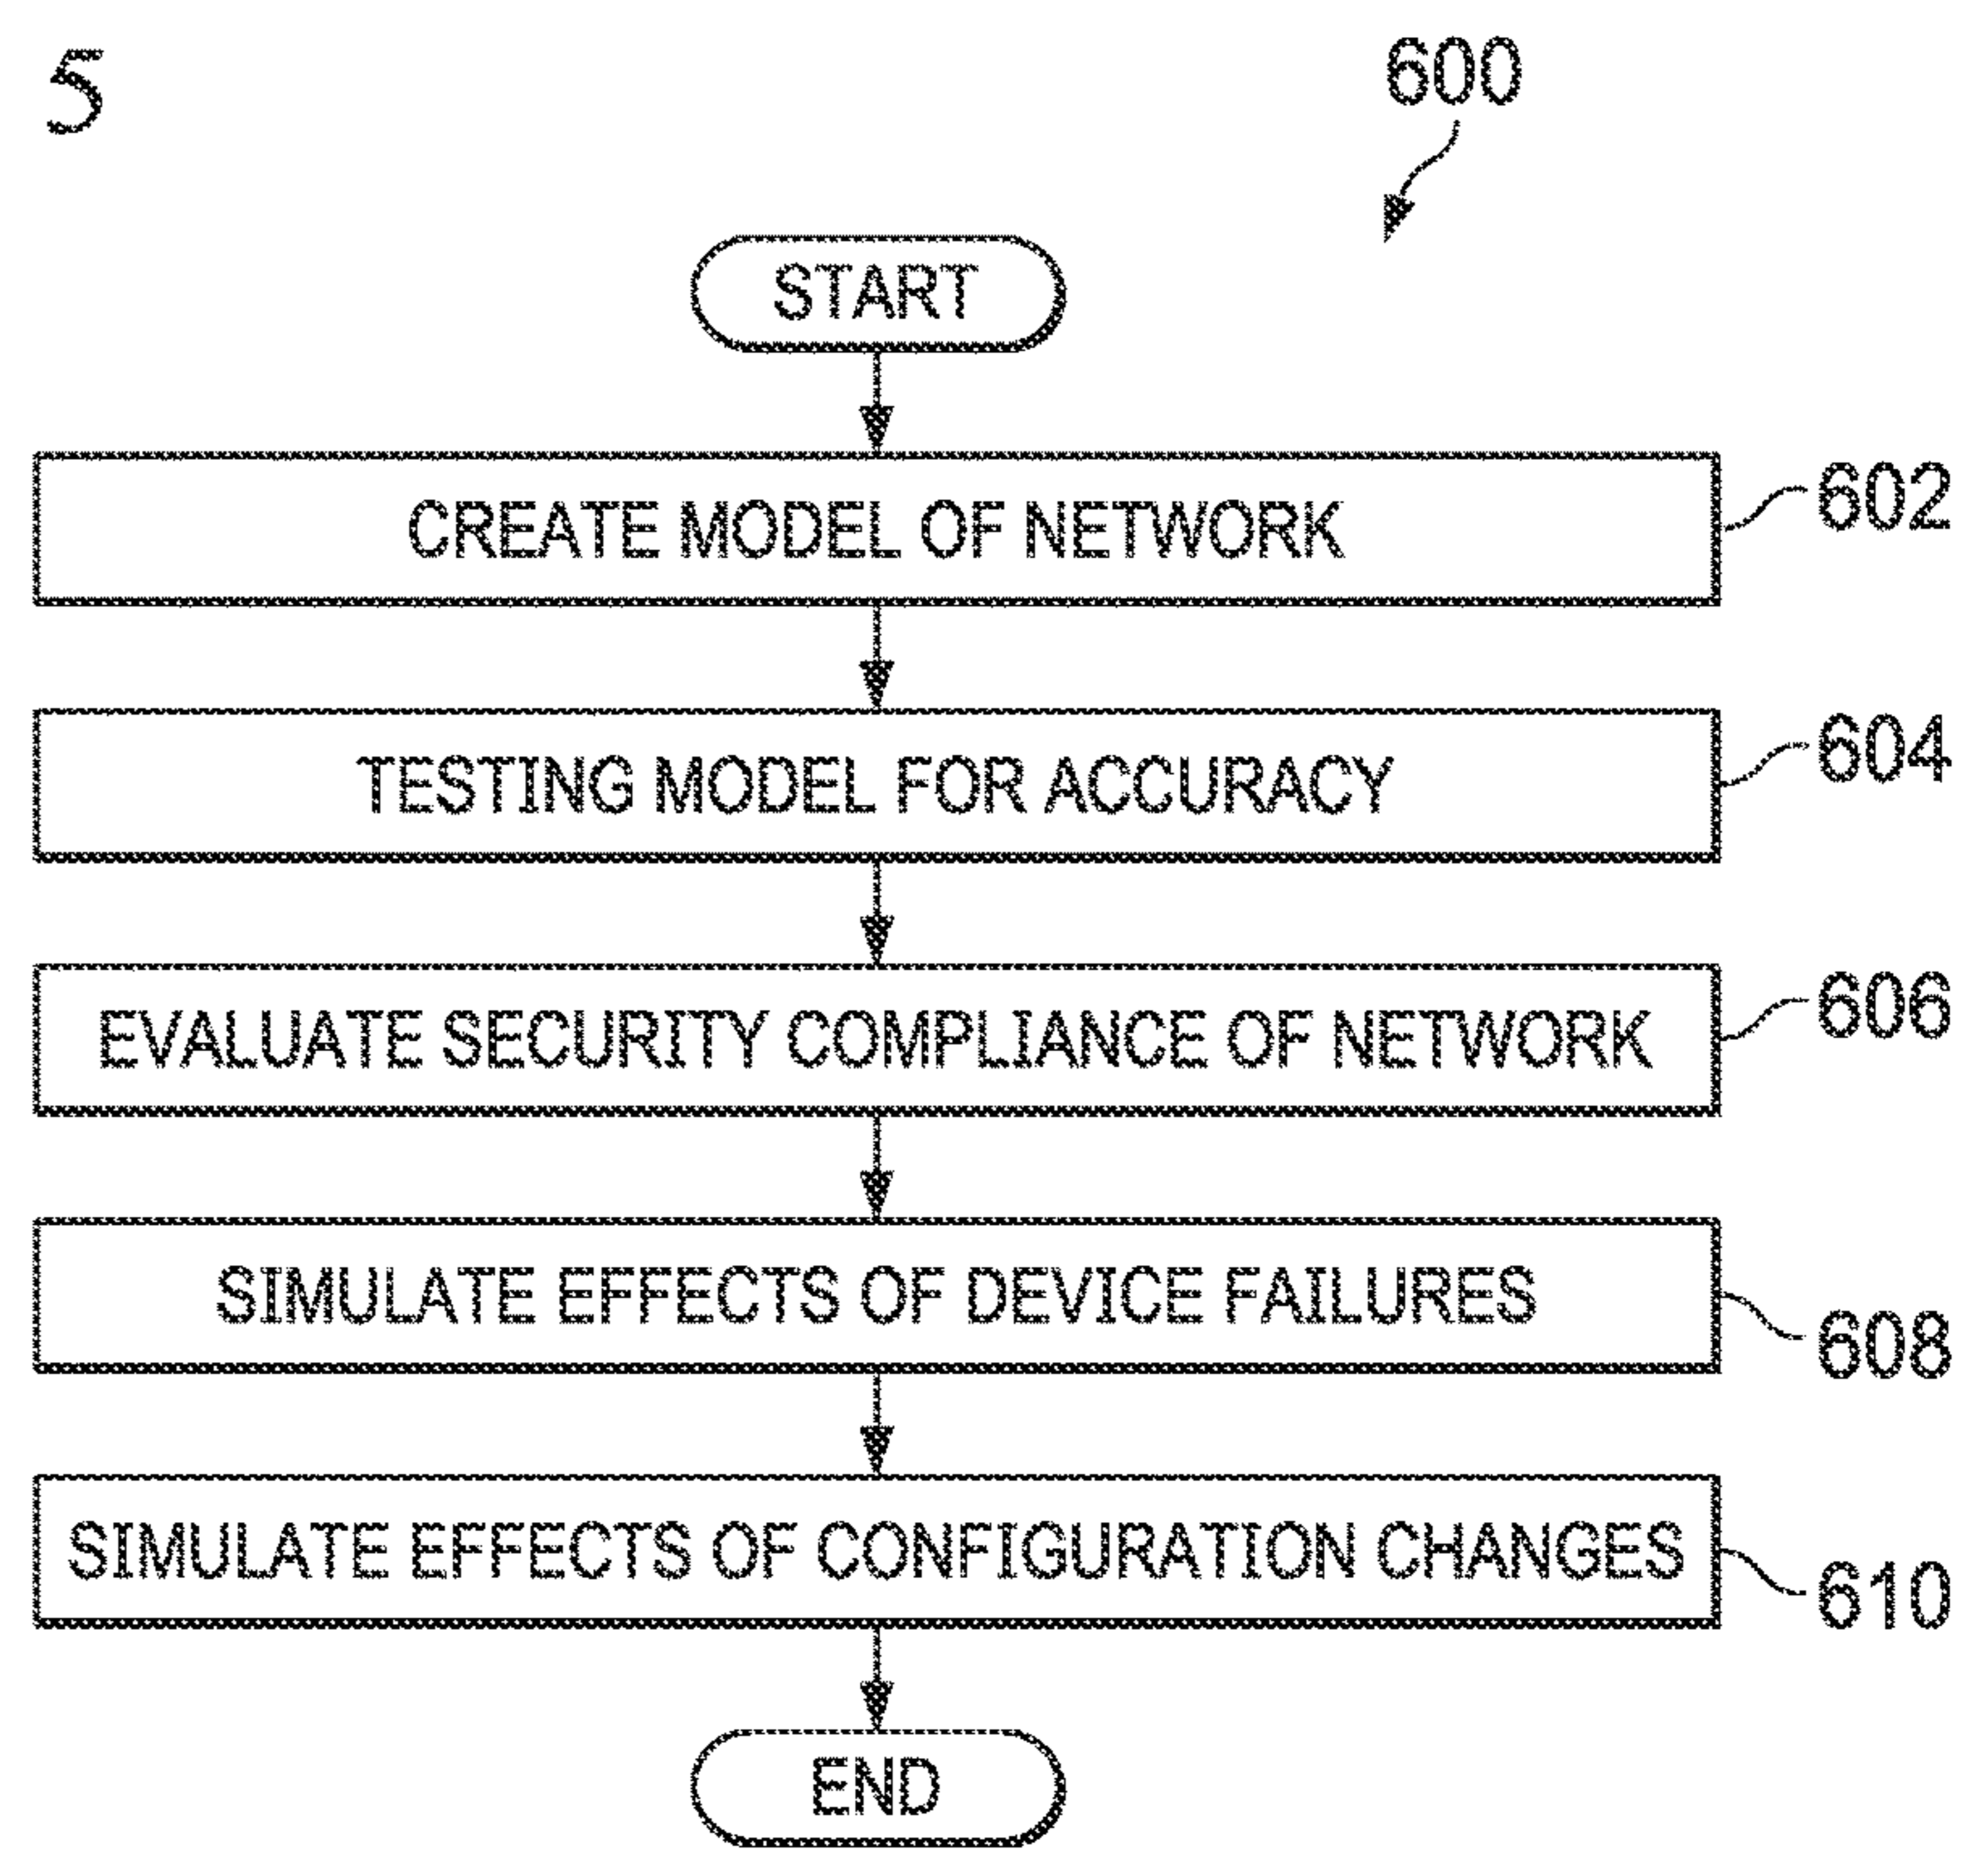 5
600
START
CREATE MODEL OF NETWORK
602
TESTING MODEL FOR ACCURACY
604
EVALUATE SECURITY COMPLIANCE OF NETWORK
606
SIMULATE EFFECTS OF DEVICE FAILURES
608
SIMULATE EFFECTS OF CONFIGURATION CHANGES
610
END